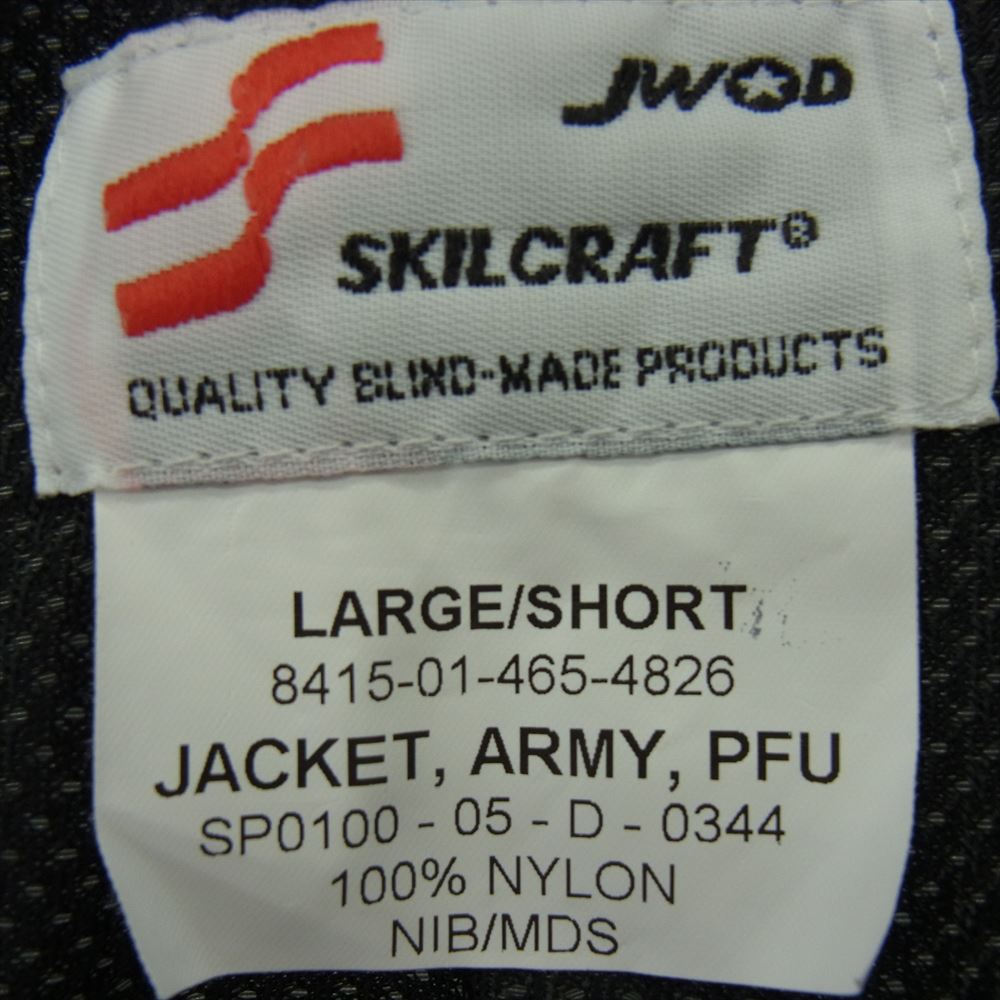 JWOD
SKILCRAFT®
QUALITY BLIND-MADE PRODUCTS
LARGE/SHORT
8415-01-465-4826
JACKET, ARMY, PFU
SP0100 - 05 - D - 0344
100% NYLON
NIB/MDS